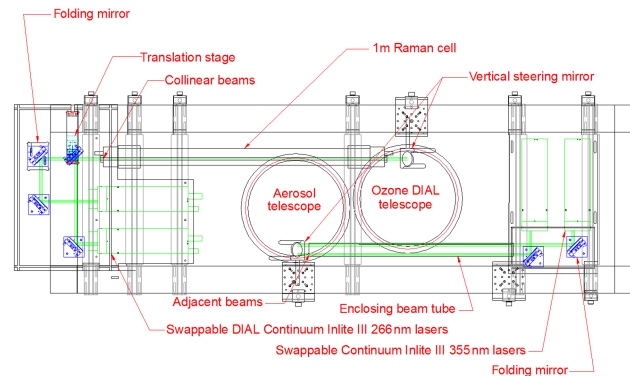 Folding mirror
Translation stage
Collinear beams
1m Raman cell
Vertical steering mirror
Aerosol
telescope
Ozone DIAL
telescope
Adjacent beams
Enclosing beam tube
Swappable DIAL Continuum Inlite III 266nm lasers
Swappable Continuum Inlite III 355nm lasers
Folding mirror